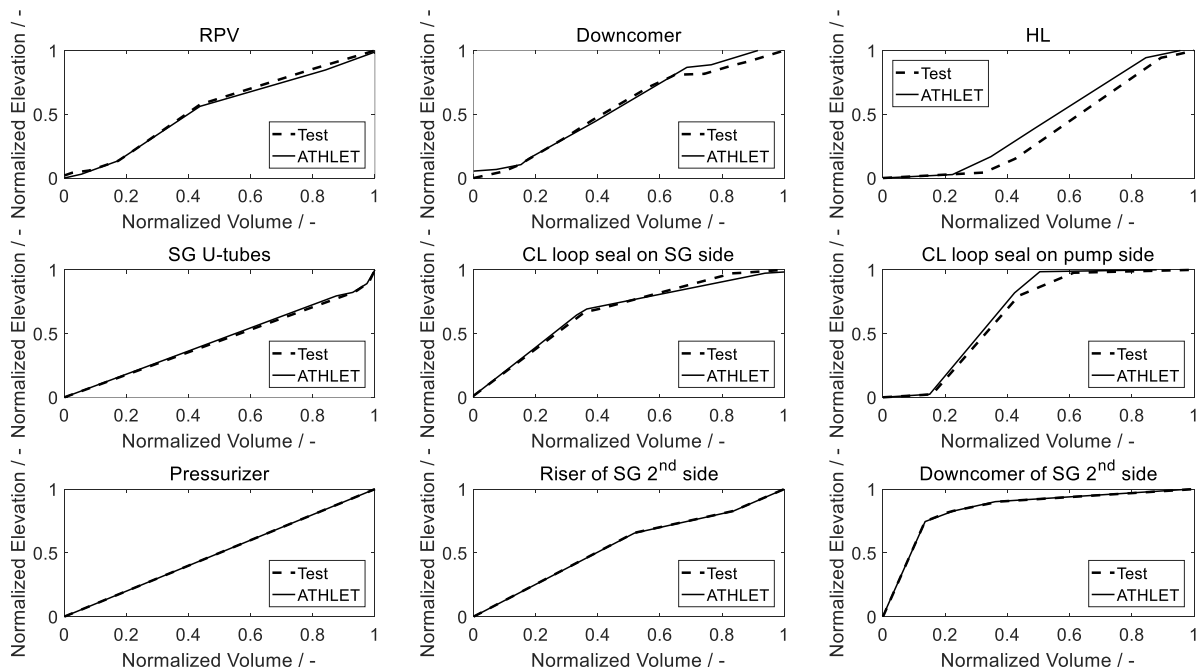 RPV
Normalized Elevation / -
1
0.5
0
Test
ATHLET
0 0.2 0.4 0.6 0.8 1
Normalized Volume / -
Downcomer
Normalized Elevation / -
1
0.5
0
Test
ATHLET
0 0.2 0.4 0.6 0.8 1
Normalized Volume / -
HL
Normalized Elevation / -
1
0.5
0
Test
ATHLET
0 0.2 0.4 0.6 0.8 1
Normalized Volume / -
SG U-tubes
Normalized Elevation / -
1
0.5
0
Test
ATHLET
0 0.2 0.4 0.6 0.8 1
Normalized Volume / -
CL loop seal on SG side
Normalized Elevation / -
1
0.5
0
Test
ATHLET
0 0.2 0.4 0.6 0.8 1
Normalized Volume / -
CL loop seal on pump side
Normalized Elevation / -
1
0.5
0
Test
ATHLET
0 0.2 0.4 0.6 0.8 1
Normalized Volume / -
Pressurizer
Normalized Elevation / -
1
0.5
0
Test
ATHLET
0 0.2 0.4 0.6 0.8 1
Normalized Volume / -
Riser of SG 2nd side
Normalized Elevation / -
1
0.5
0
Test
ATHLET
0 0.2 0.4 0.6 0.8 1
Normalized Volume / -
Downcomer of SG 2nd side
Normalized Elevation / -
1
0.5
0
Test
ATHLET
0 0.2 0.4 0.6 0.8 1
Normalized Volume / -